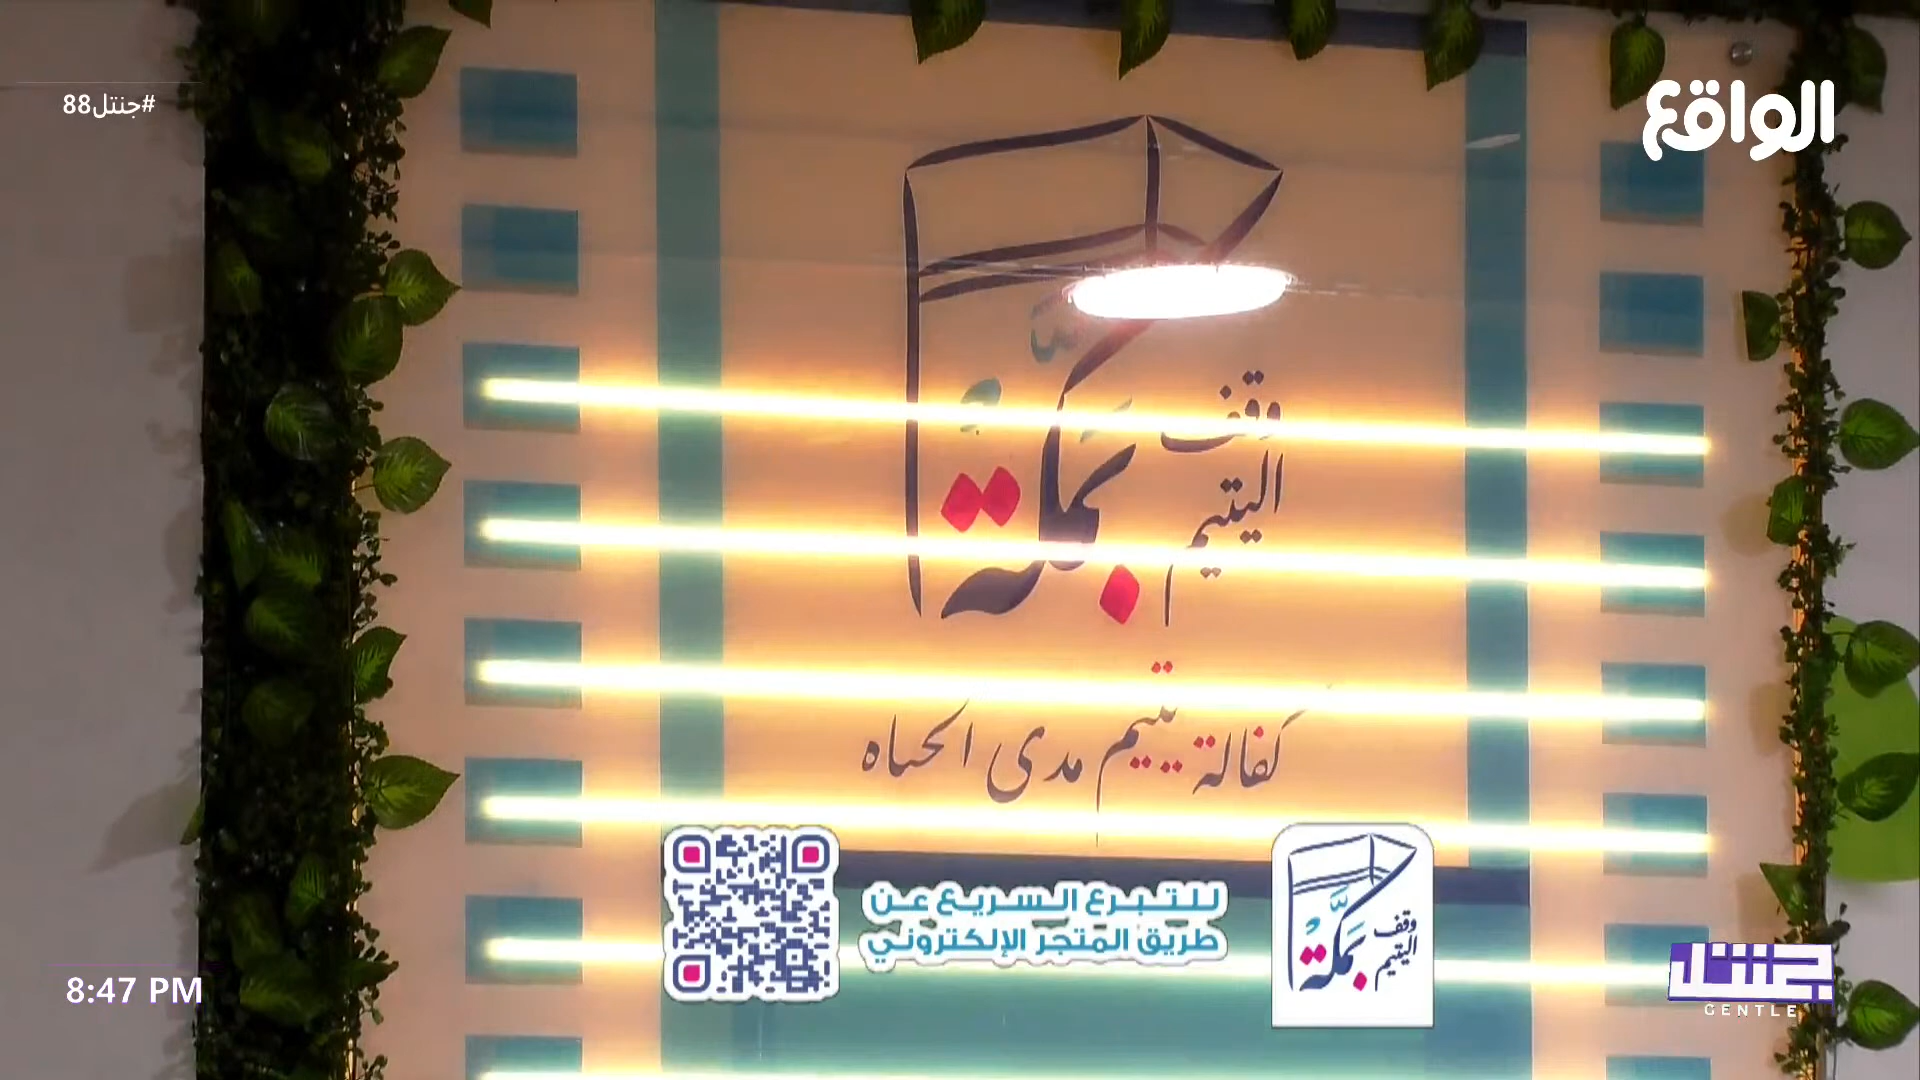 #جنتل88
الواقع
وقف
اليتيم
بمكة
كفالة يتيم مدى الحياه
للتبرع السريع عن
طريق المتجر الإلكتروني
وقف
اليتيم
بمكة
8:47 PM
جنتل
GENTLE